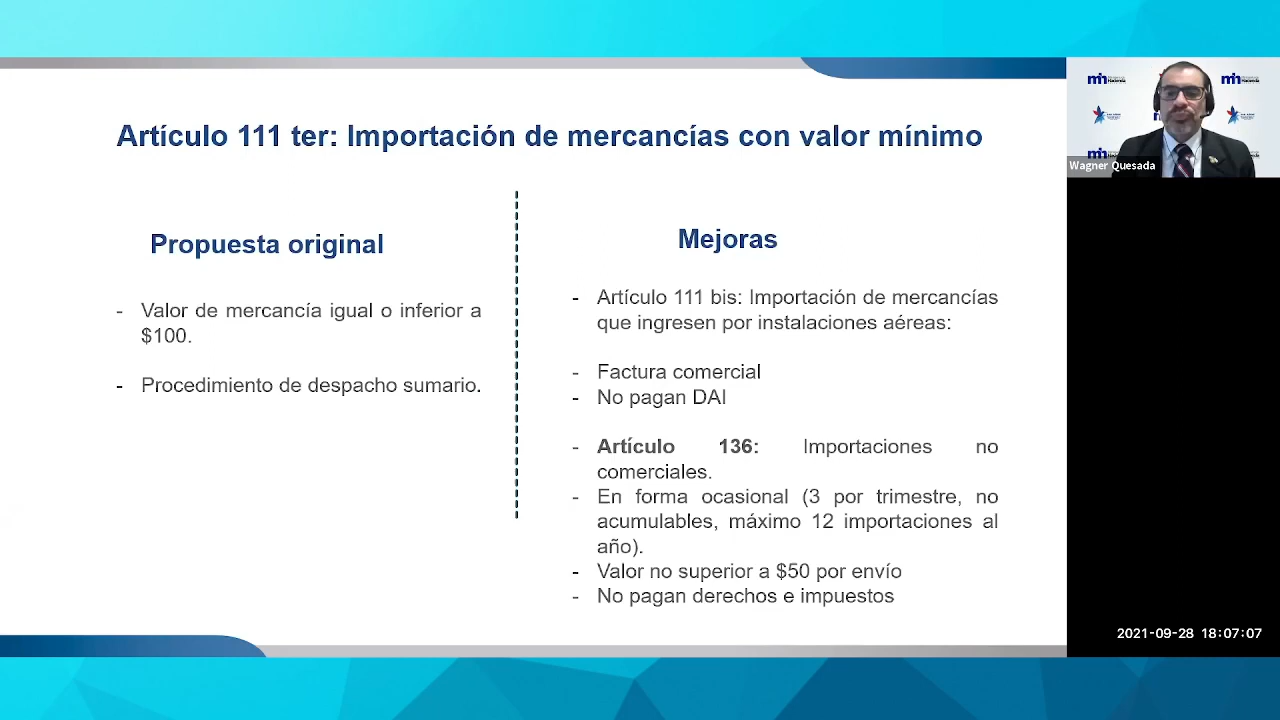 Artículo 111 ter: Importación de mercancías con valor mínimo
Propuesta original
- Valor de mercancía igual o inferior a
$100.
- Procedimiento de despacho sumario.
Mejoras
- Artículo 111 bis: Importación de mercancías
que ingresen por instalaciones aéreas:
- Factura comercial
- No pagan DAI
- Artículo 136: Importaciones no
comerciales.
- En forma ocasional (3 por trimestre, no
acumulables, máximo 12 importaciones al
año).
- Valor no superior a $50 por envío
- No pagan derechos e impuestos
Wagner Quesada
2021-09-28 18:07:07